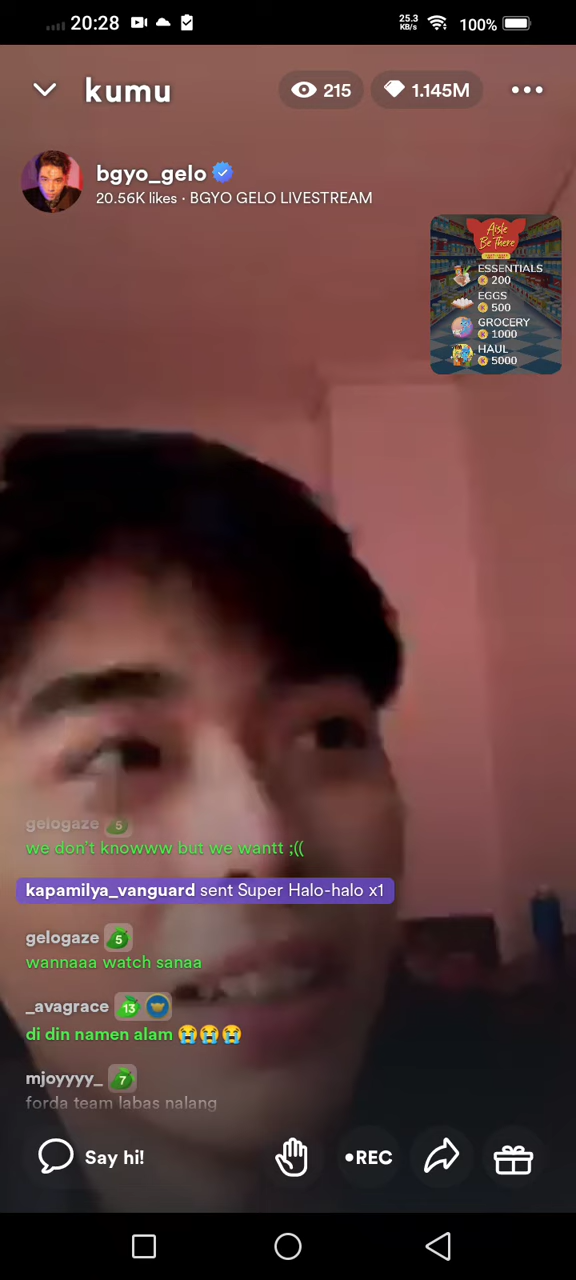 20:28
25.3
KB/s
100%
kumu
215
1.145M
bgyo_gelo
20.56K likes · BGYO GELO LIVESTREAM
Aisle
Be There
ESSENTIALS
200
EGGS
500
GROCERY
1000
HAUL
5000
gelogaze 5
we don't knowww but we wantt ;((
kapamilya_vanguard sent Super Halo-halo x1
gelogaze 5
wannaaa watch sanaa
_avagrace 13
di din namen alam 😭😭😭
mjoyyyy_ 7
forda team labas nalang
Say hi!
•REC